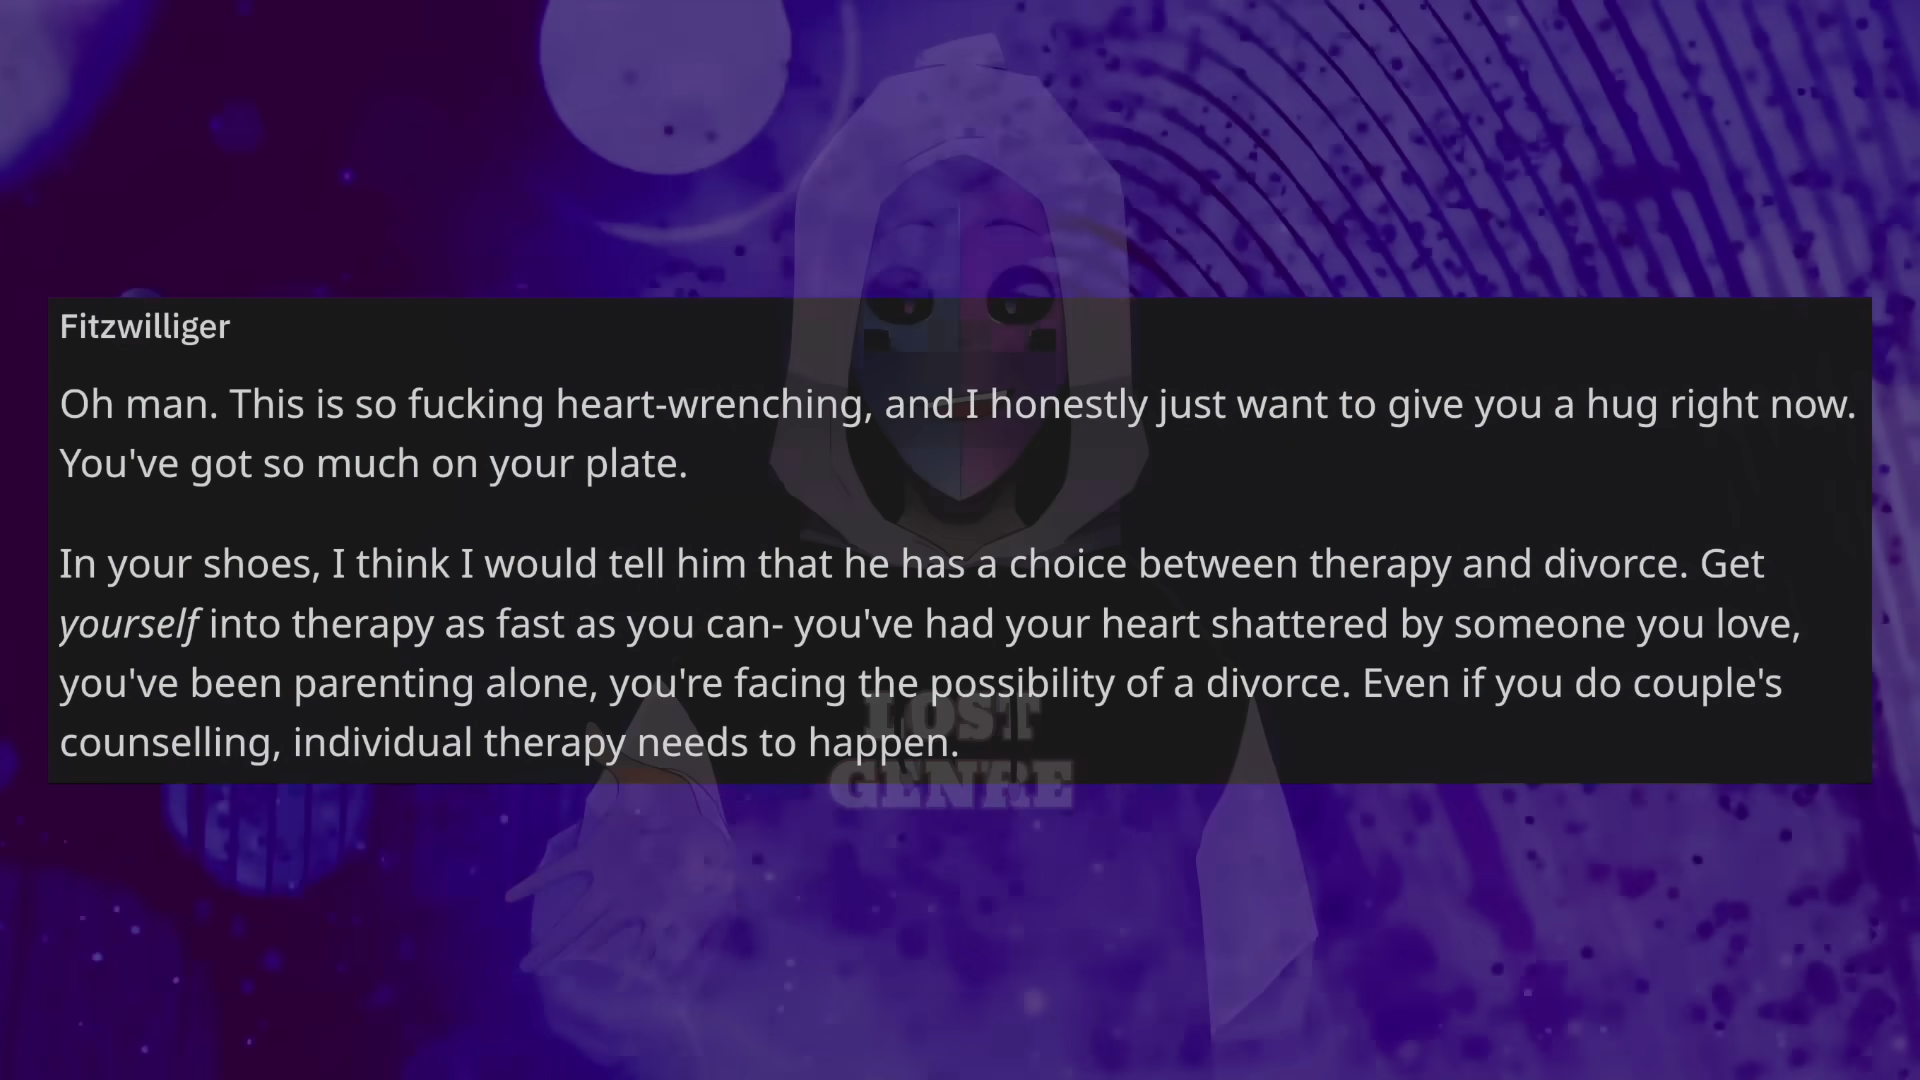 Fitzwilliger
Oh man. This is so fucking heart-wrenching, and I honestly just want to give you a hug right now.
You've got so much on your plate.
In your shoes, I think I would tell him that he has a choice between therapy and divorce. Get
yourself into therapy as fast as you can- you've had your heart shattered by someone you love,
you've been parenting alone, you're facing the possibility of a divorce. Even if you do couple's
counselling, individual therapy needs to happen.
LOST
GENRE